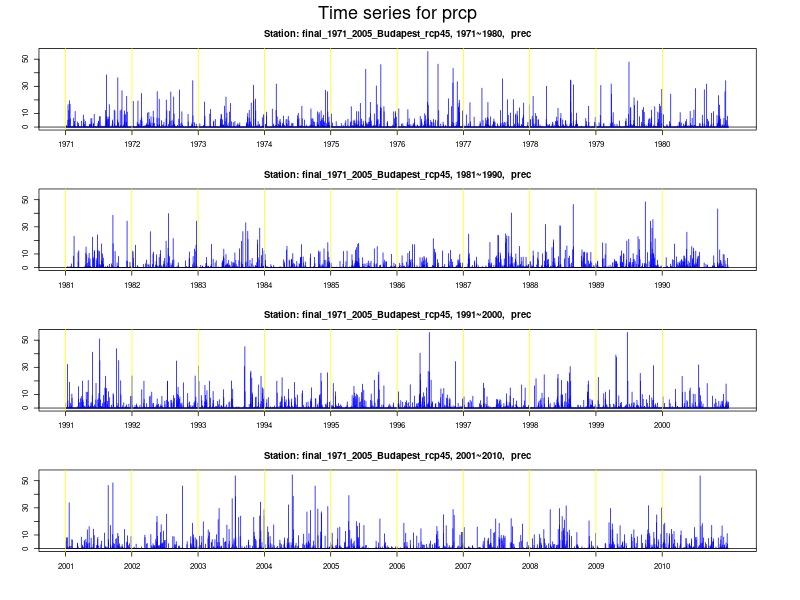 Time series for prcp
Station: final_1971_2005_Budapest_rcp45, 1971~1980, prec
50
30
10
0
1971 1972 1973 1974 1975 1976 1977 1978 1979 1980
Station: final_1971_2005_Budapest_rcp45, 1981~1990, prec
50
30
10
0
1981 1982 1983 1984 1985 1986 1987 1988 1989 1990
Station: final_1971_2005_Budapest_rcp45, 1991~2000, prec
50
30
10
0
1991 1992 1993 1994 1995 1996 1997 1998 1999 2000
Station: final_1971_2005_Budapest_rcp45, 2001~2010, prec
50
30
10
0
2001 2002 2003 2004 2005 2006 2007 2008 2009 2010